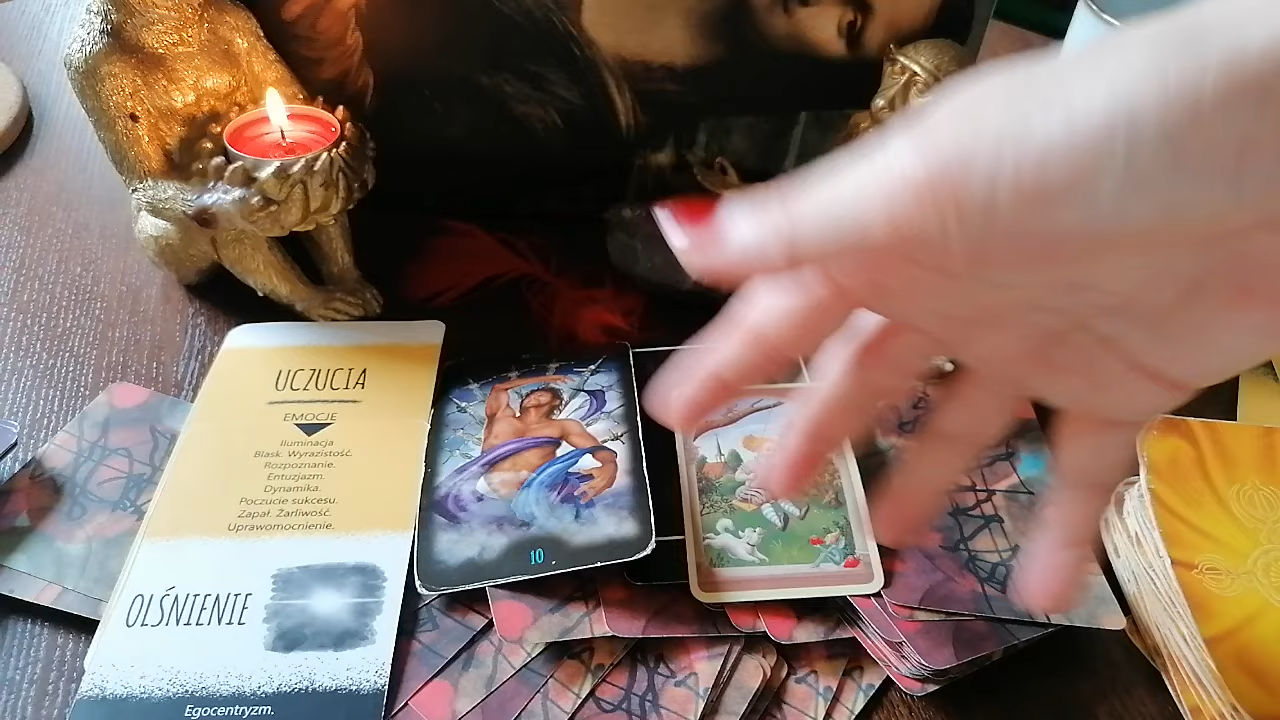 UCZUCIA
EMOCJE
Iluminacja
Blask. Wyrazistość.
Rozpoznanie.
Entuzjazm.
Dynamika.
Poczucie sukcesu.
Zapał. Żarliwość.
Uprawomocnienie.
OLŚNIENIE
Egocentryzm.
10